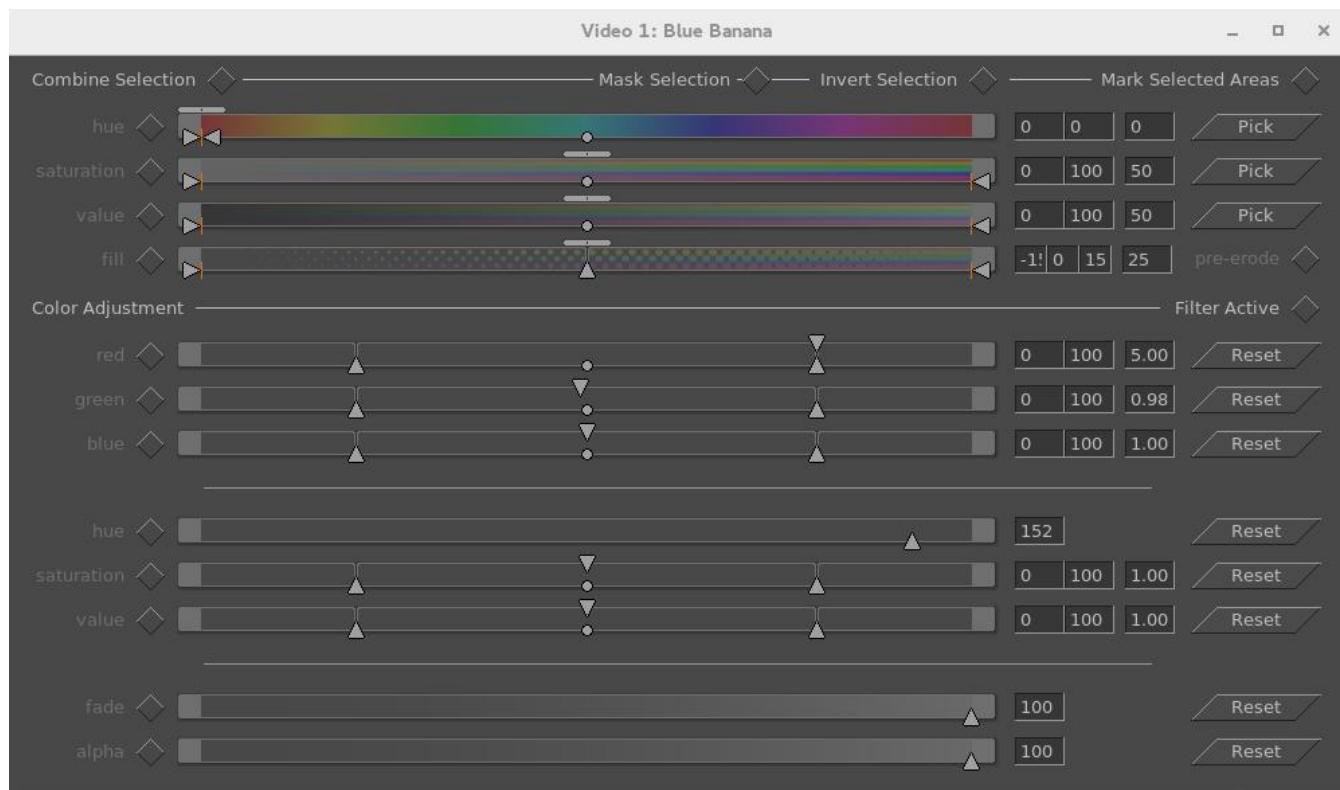 Video 1: Blue Banana
Combine Selection Mask Selection Invert Selection Mark Selected Areas
hue 0 0 0 Pick
saturation 0 100 50 Pick
value 0 100 50 Pick
fill 0 15 25 pre-erode
Color Adjustment Filter Active
red 0 100 5.00 Reset
green 0 100 0.98 Reset
blue 0 100 1.00 Reset
hue 152 Reset
saturation 0 100 1.00 Reset
value 0 100 1.00 Reset
fade 100 Reset
alpha 100 Reset